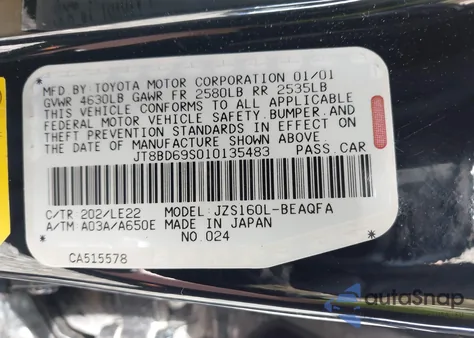 MFD BY TOYOTA MOTOR CORPORATION 01/01
GVWR 4630LB GAWR FR 2580LB RR 2535LB
THIS VEHICLE CONFORMS TO ALL APPLICABLE
FEDERAL MOTOR VEHICLE SAFETY, BUMPER, AND
THEFT PREVENTION STANDARDS IN EFFECT ON
THE DATE OF MANUFACTURE SHOWN ABOVE.
JT8BD69S010135483 PASS.CAR
C/TR 202/LE22 MODEL: JZS160L-BEAQFA
A/TM A03A/A650E MADE IN JAPAN
NO.024
CA515578
autoSnap